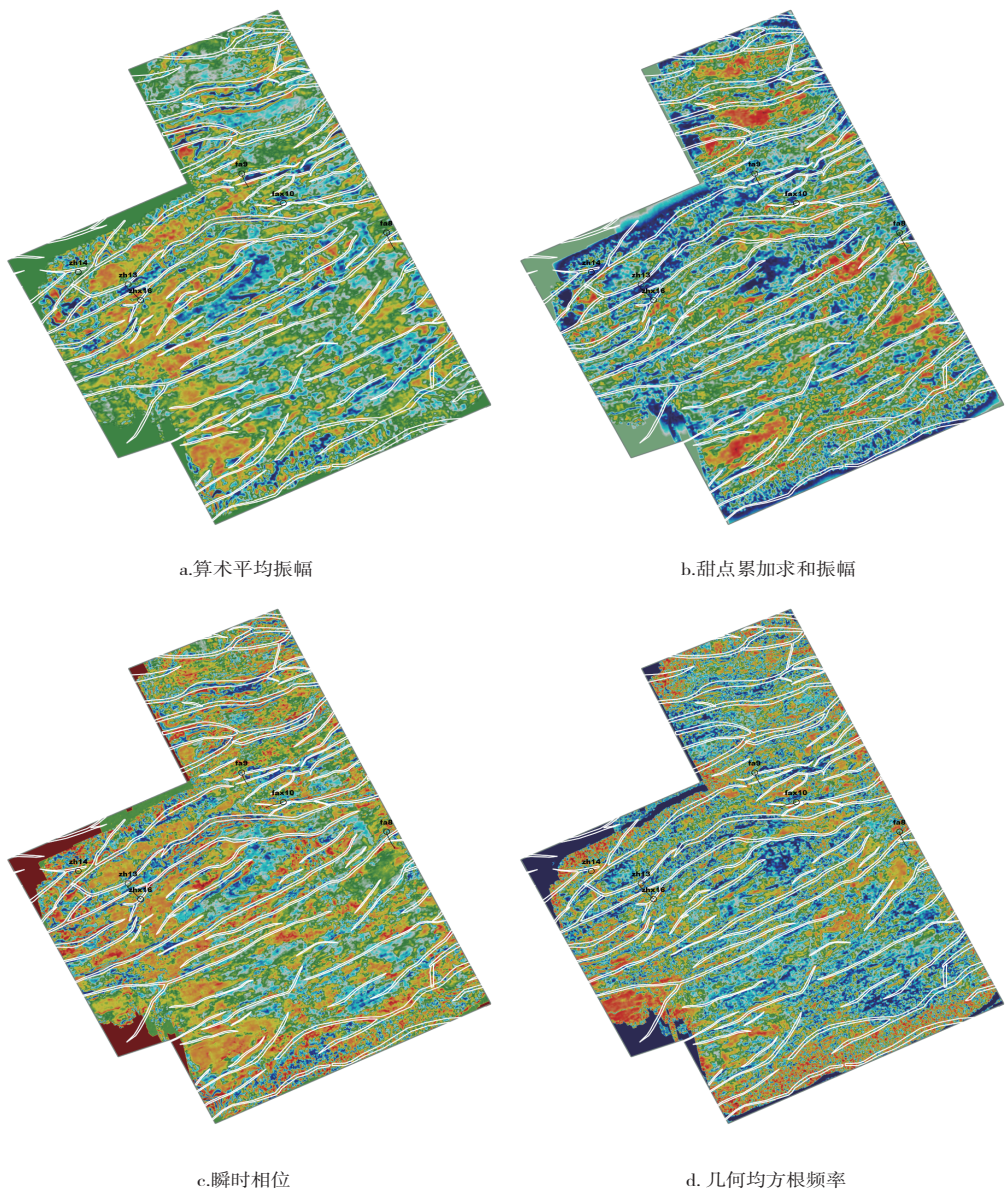 fa9
fax10
fa8
zh14
zh13
zhx16
fa9
fax10
fa8
zh14
zh13
zhx16
a.算术平均振幅
b.甜点累加求和振幅
fa9
fax10
fa8
zh14
zh13
zhx16
fa9
fax10
fa8
zh14
zh13
zhx16
c.瞬时相位
d. 几何均方根频率